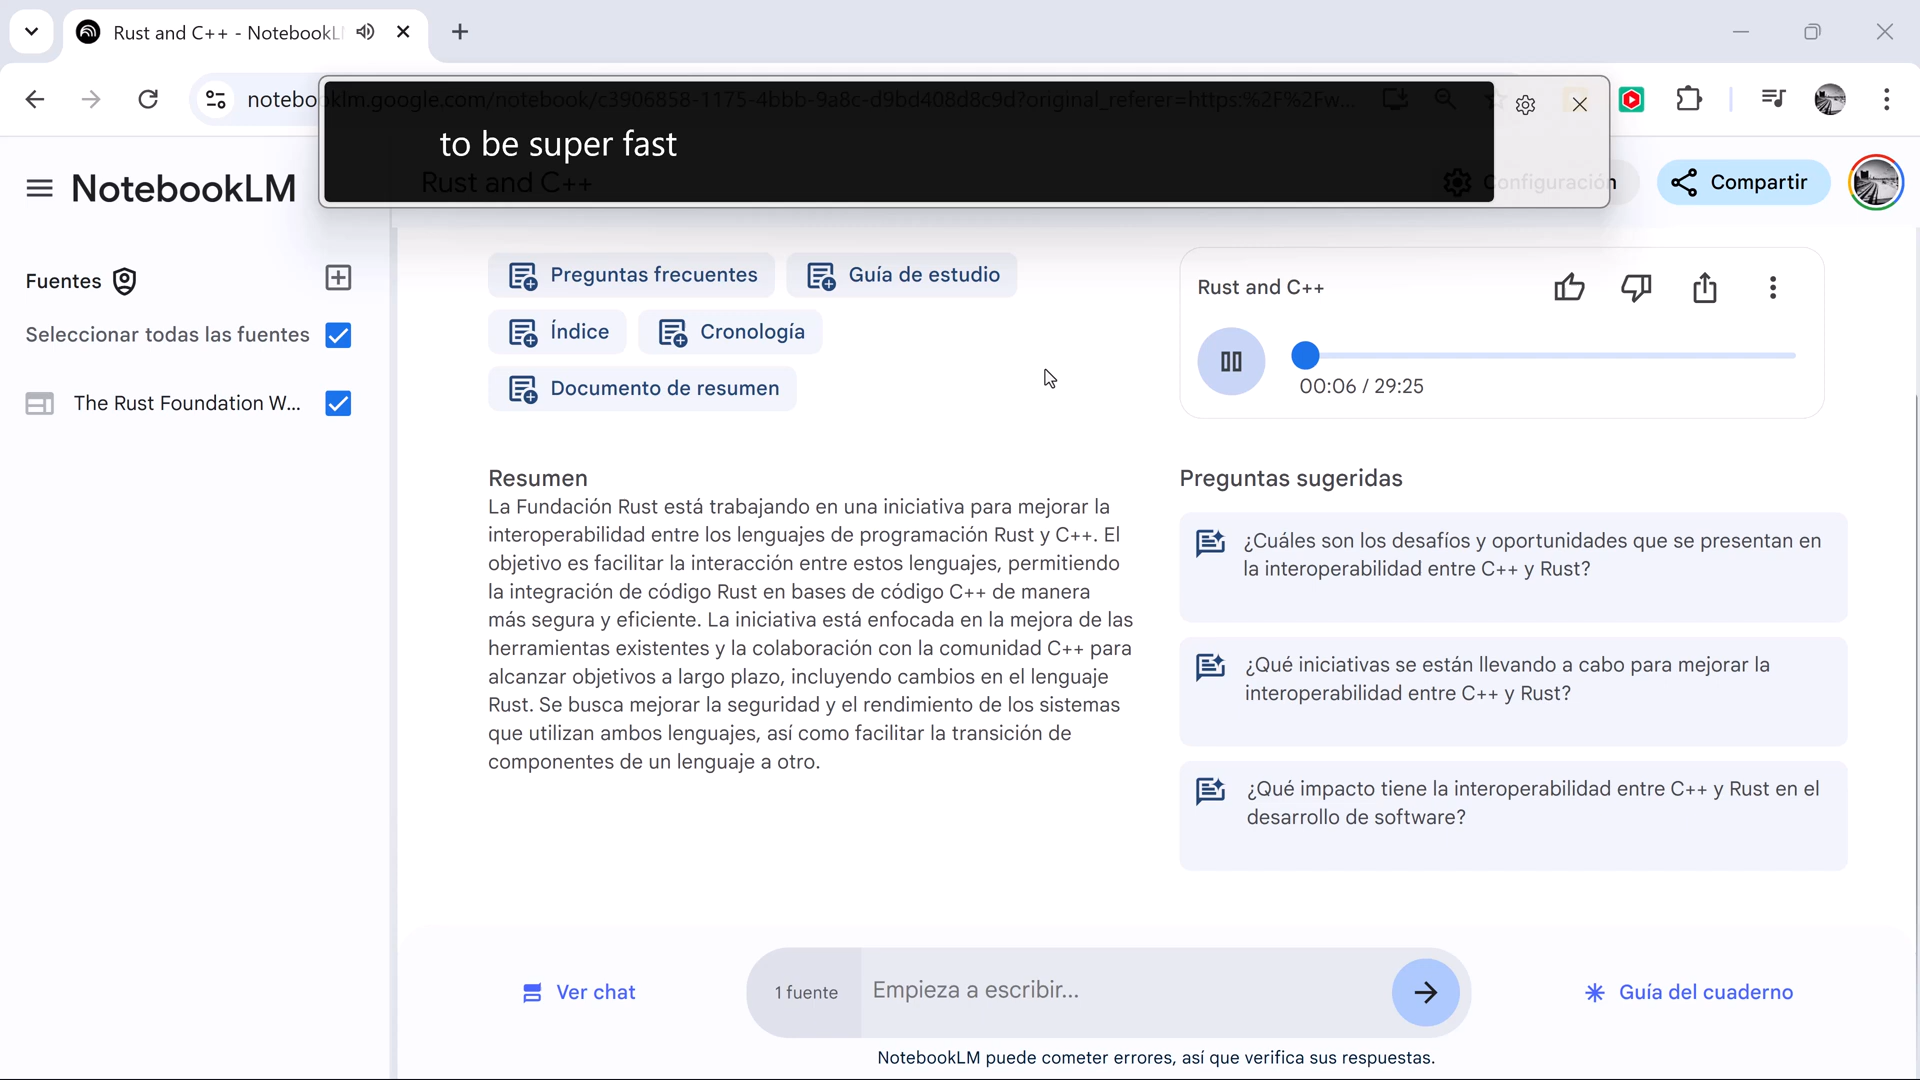 Rust and C++ - NotebookL
notebooklm.google.com/notebook/c3906858-1175-4bbb-9a8c-d9bd408d8c9d?original_referer=https:%2F%2Fw...
to be super fast
NotebookLM
Rust and C++
Configuración
Compartir
Fuentes
Seleccionar todas las fuentes
The Rust Foundation W...
Preguntas frecuentes
Guía de estudio
Índice
Cronología
Documento de resumen
Rust and C++
00:06 / 29:25
Resumen
La Fundación Rust está trabajando en una iniciativa para mejorar la
interoperabilidad entre los lenguajes de programación Rust y C++. El
objetivo es facilitar la interacción entre estos lenguajes, permitiendo
la integración de código Rust en bases de código C++ de manera
más segura y eficiente. La iniciativa está enfocada en la mejora de las
herramientas existentes y la colaboración con la comunidad C++ para
alcanzar objetivos a largo plazo, incluyendo cambios en el lenguaje
Rust. Se busca mejorar la seguridad y el rendimiento de los sistemas
que utilizan ambos lenguajes, así como facilitar la transición de
componentes de un lenguaje a otro.
Preguntas sugeridas
¿Cuáles son los desafíos y oportunidades que se presentan en
la interoperabilidad entre C++ y Rust?
¿Qué iniciativas se están llevando a cabo para mejorar la
interoperabilidad entre C++ y Rust?
¿Qué impacto tiene la interoperabilidad entre C++ y Rust en el
desarrollo de software?
Ver chat
1 fuente
Empieza a escribir...
Guía del cuaderno
NotebookLM puede cometer errores, así que verifica sus respuestas.